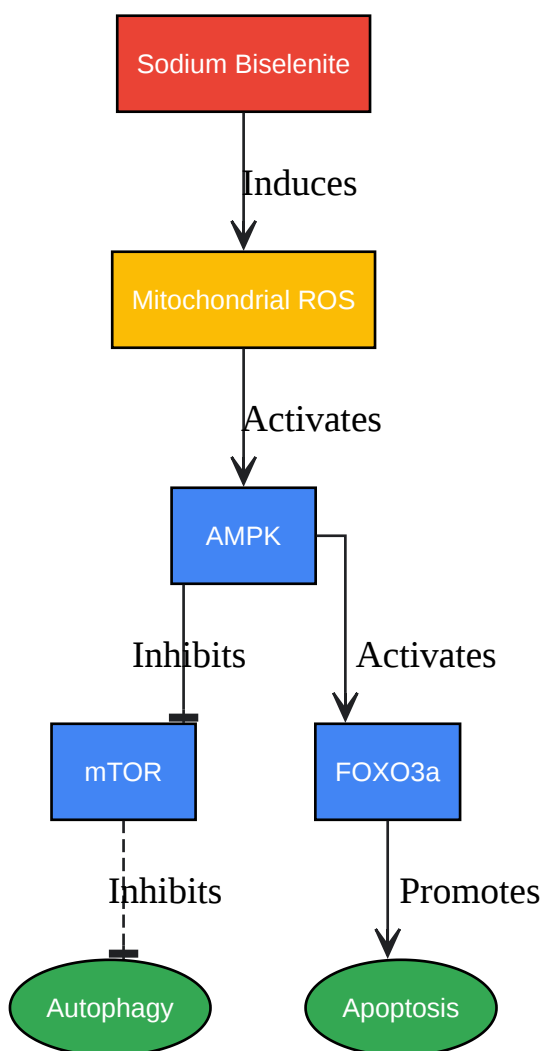 Sodium Biselenite
Induces
Mitochondrial ROS
Activates
AMPK
Inhibits
Activates
mTOR
FOXO3a
Inhibits
Promotes
Autophagy
Apoptosis